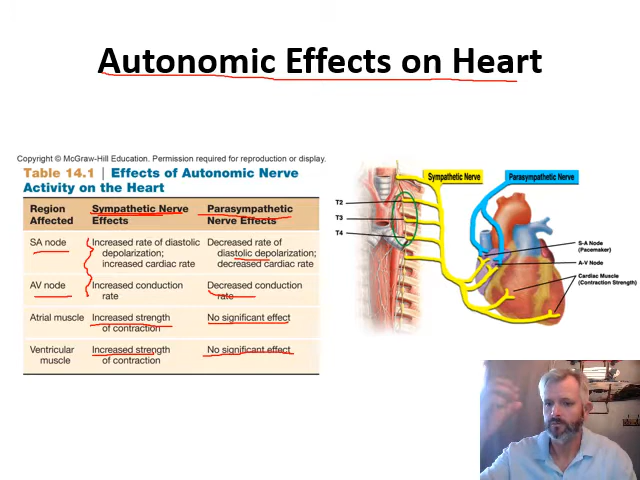 Autonomic Effects on Heart
Copyright © McGraw-Hill Education. Permission required for reproduction or display.
Table 14.1 | Effects of Autonomic Nerve
Activity on the Heart
Region Affected
Sympathetic Nerve Effects
Parasympathetic Nerve Effects
SA node
Increased rate of diastolic depolarization; increased cardiac rate
Decreased rate of diastolic depolarization; decreased cardiac rate
AV node
Increased conduction rate
Decreased conduction rate
Atrial muscle
Increased strength of contraction
No significant effect
Ventricular muscle
Increased strength of contraction
No significant effect
Sympathetic Nerve
Parasympathetic Nerve
T2
T3
T4
S-A Node
(Pacemaker)
A-V Node
Cardiac Muscle
(Contraction Strength)